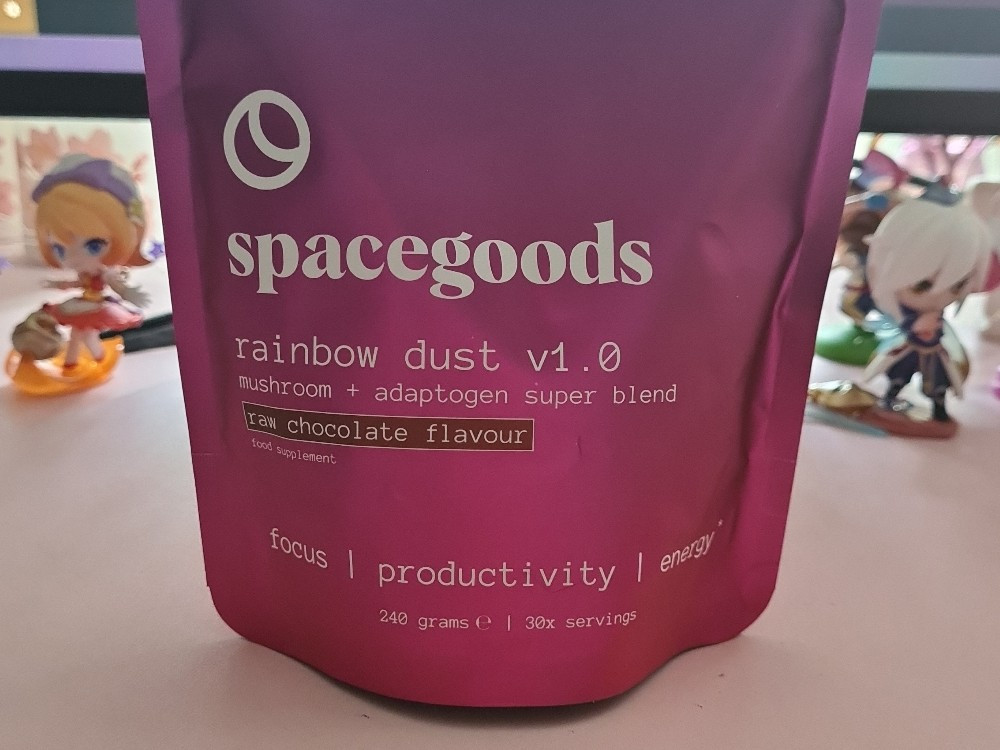 spacegoods
rainbow dust v1.0
mushroom + adaptogen super blend
raw chocolate flavour
food supplement
focus | productivity | energy*
240 grams ℮ | 30x servings